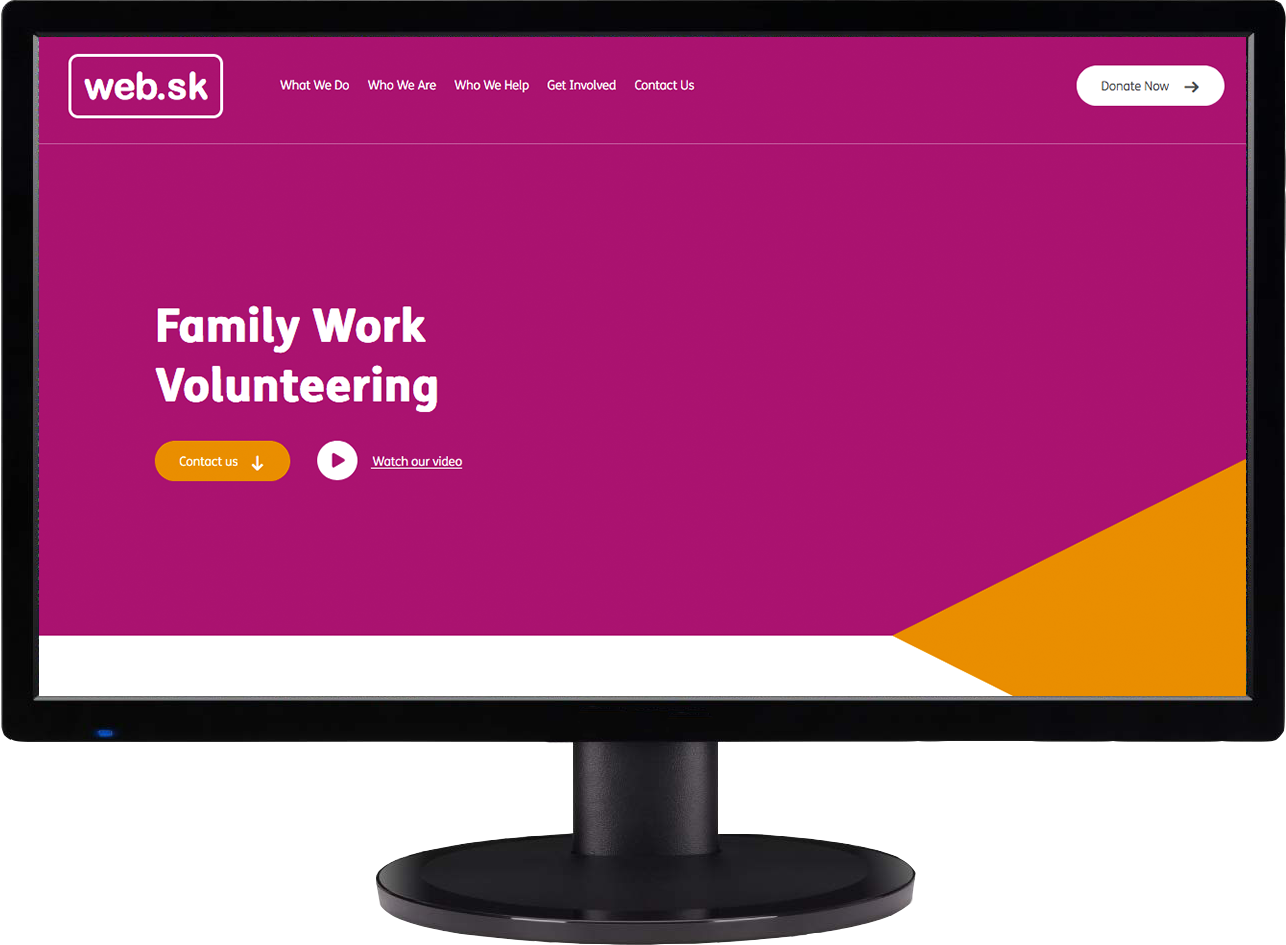 web.sk
What We Do Who We Are Who We Help Get Involved Contact Us
Donate Now
Family Work
Volunteering
Contact us
Watch our video